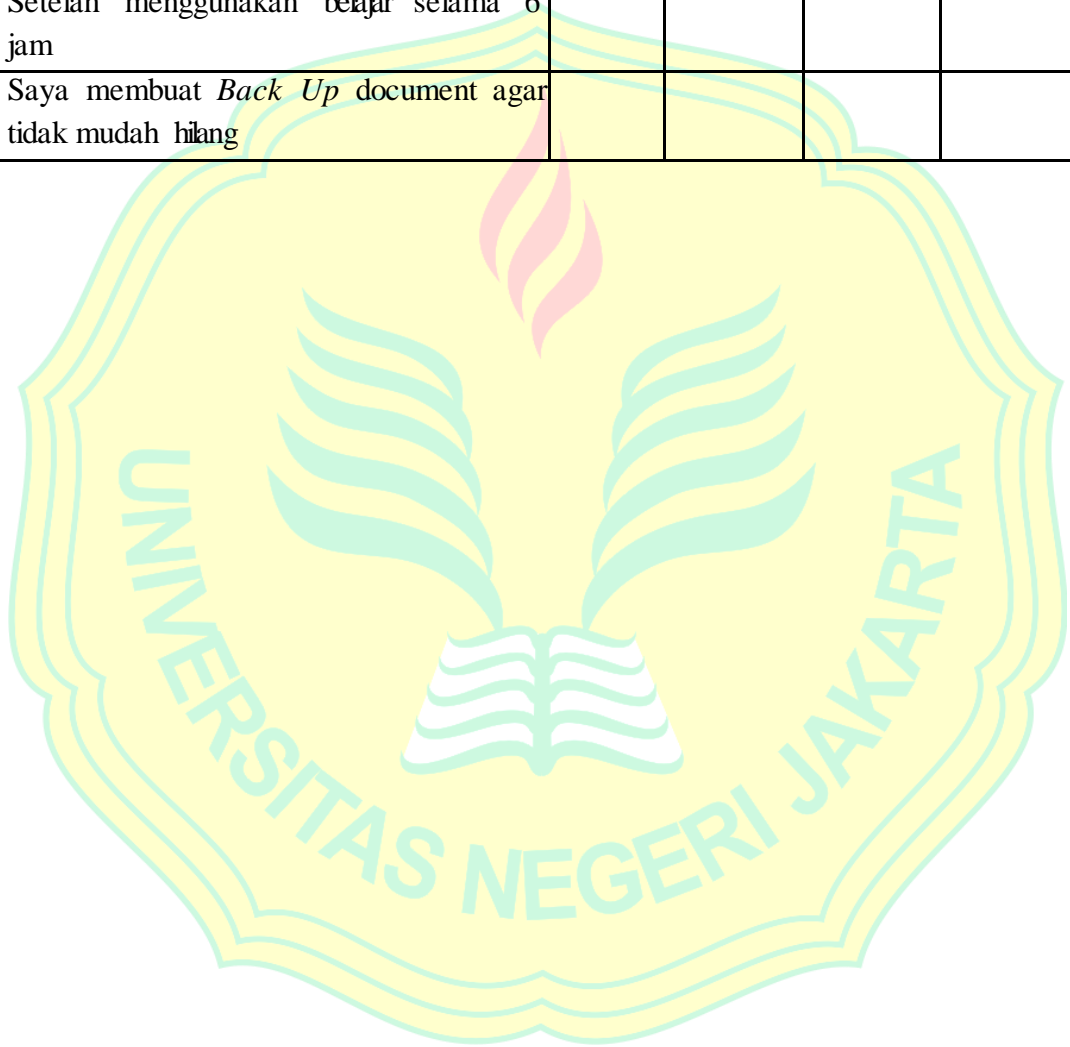 Setelah menggunakan belajar selama 6
jam
Saya membuat Back Up document agar
tidak mudah hilang
UNIVERSITAS NEGERI JAKARTA